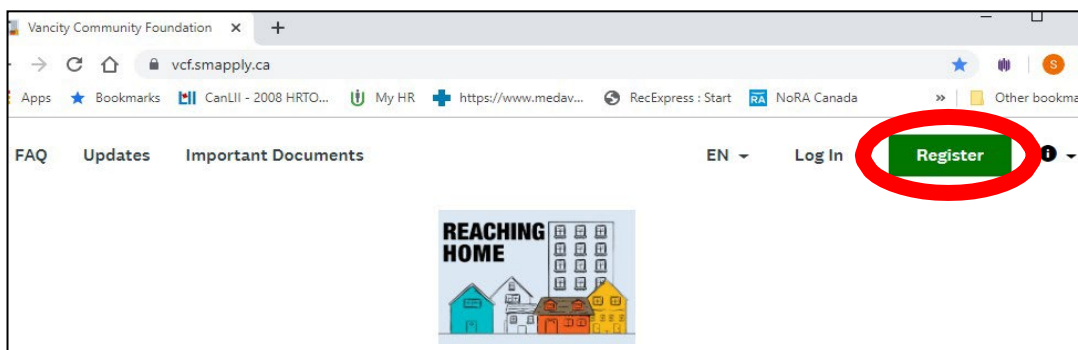 Vancity Community Foundation
vcf.smapply.ca
S
Apps Bookmarks CanLII - 2008 HRTO... My HR https://www.medav... RecExpress : Start RA NoRA Canada » Other bookma
FAQ Updates Important Documents EN Log In Register
REACHING
HOME